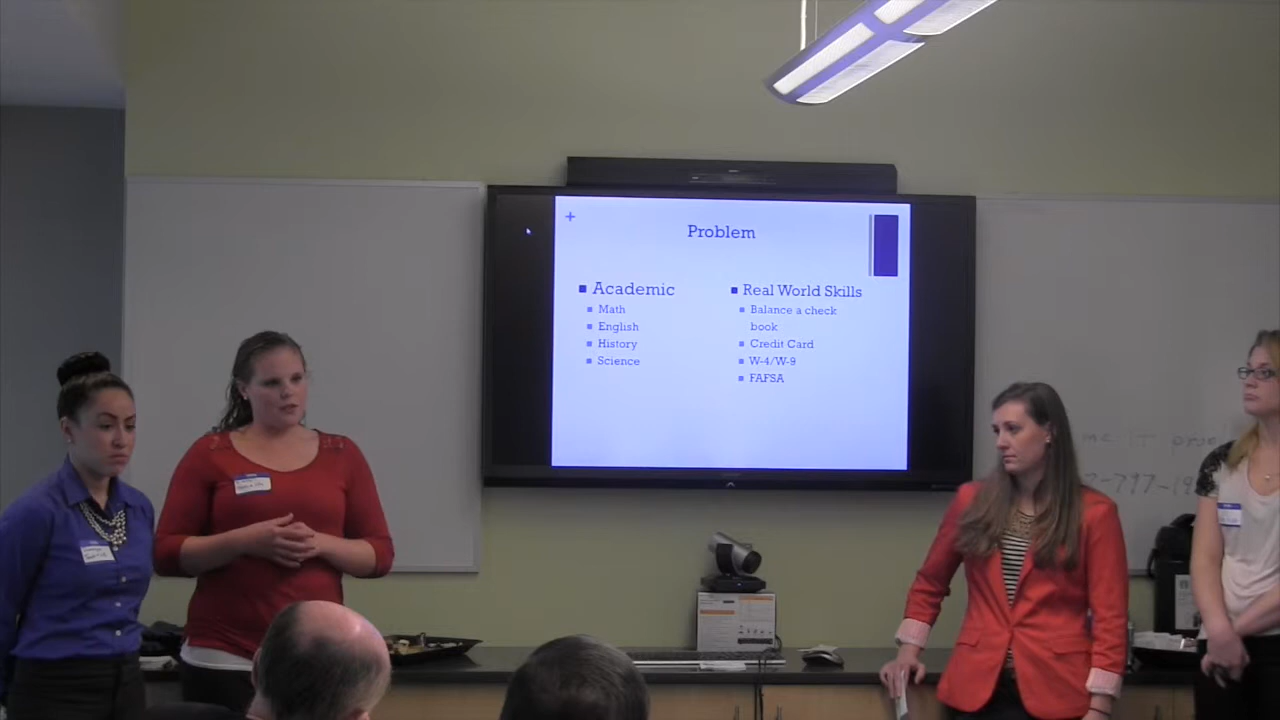 +
Problem
Academic
Math
English
History
Science
Real World Skills
Balance a check
book
Credit Card
W-4/W-9
FAFSA